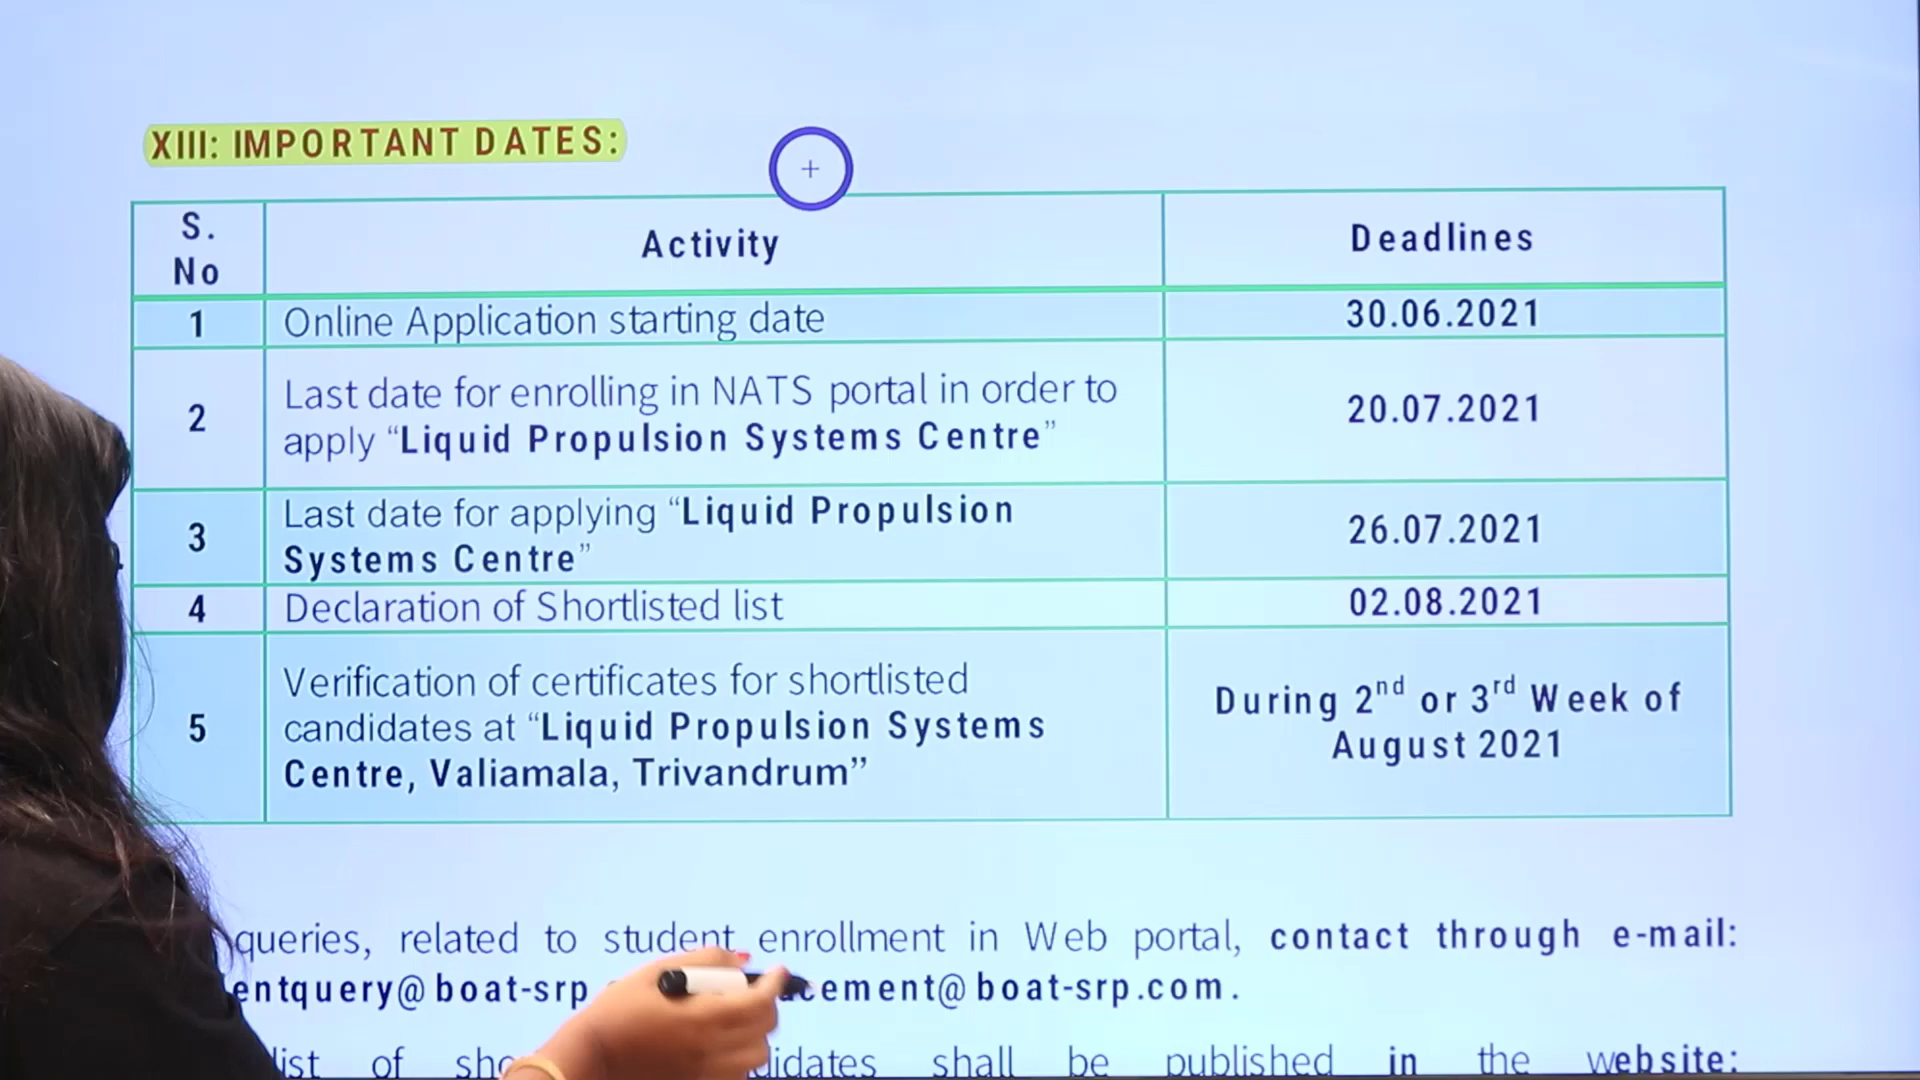 XIII: IMPORTANT DATES:
S.
No
Activity
Deadlines
1
Online Application starting date
30.06.2021
2
Last date for enrolling in NATS portal in order to
apply “Liquid Propulsion Systems Centre”
20.07.2021
3
Last date for applying “Liquid Propulsion
Systems Centre”
26.07.2021
4
Declaration of Shortlisted list
02.08.2021
5
Verification of certificates for shortlisted
candidates at “Liquid Propulsion Systems
Centre, Valiamala, Trivandrum”
During 2nd or 3rd Week of
August 2021
queries, related to student enrollment in Web portal, contact through e-mail:
entquery@boat-srp cement@boat-srp.com.
of shall be published in the website: